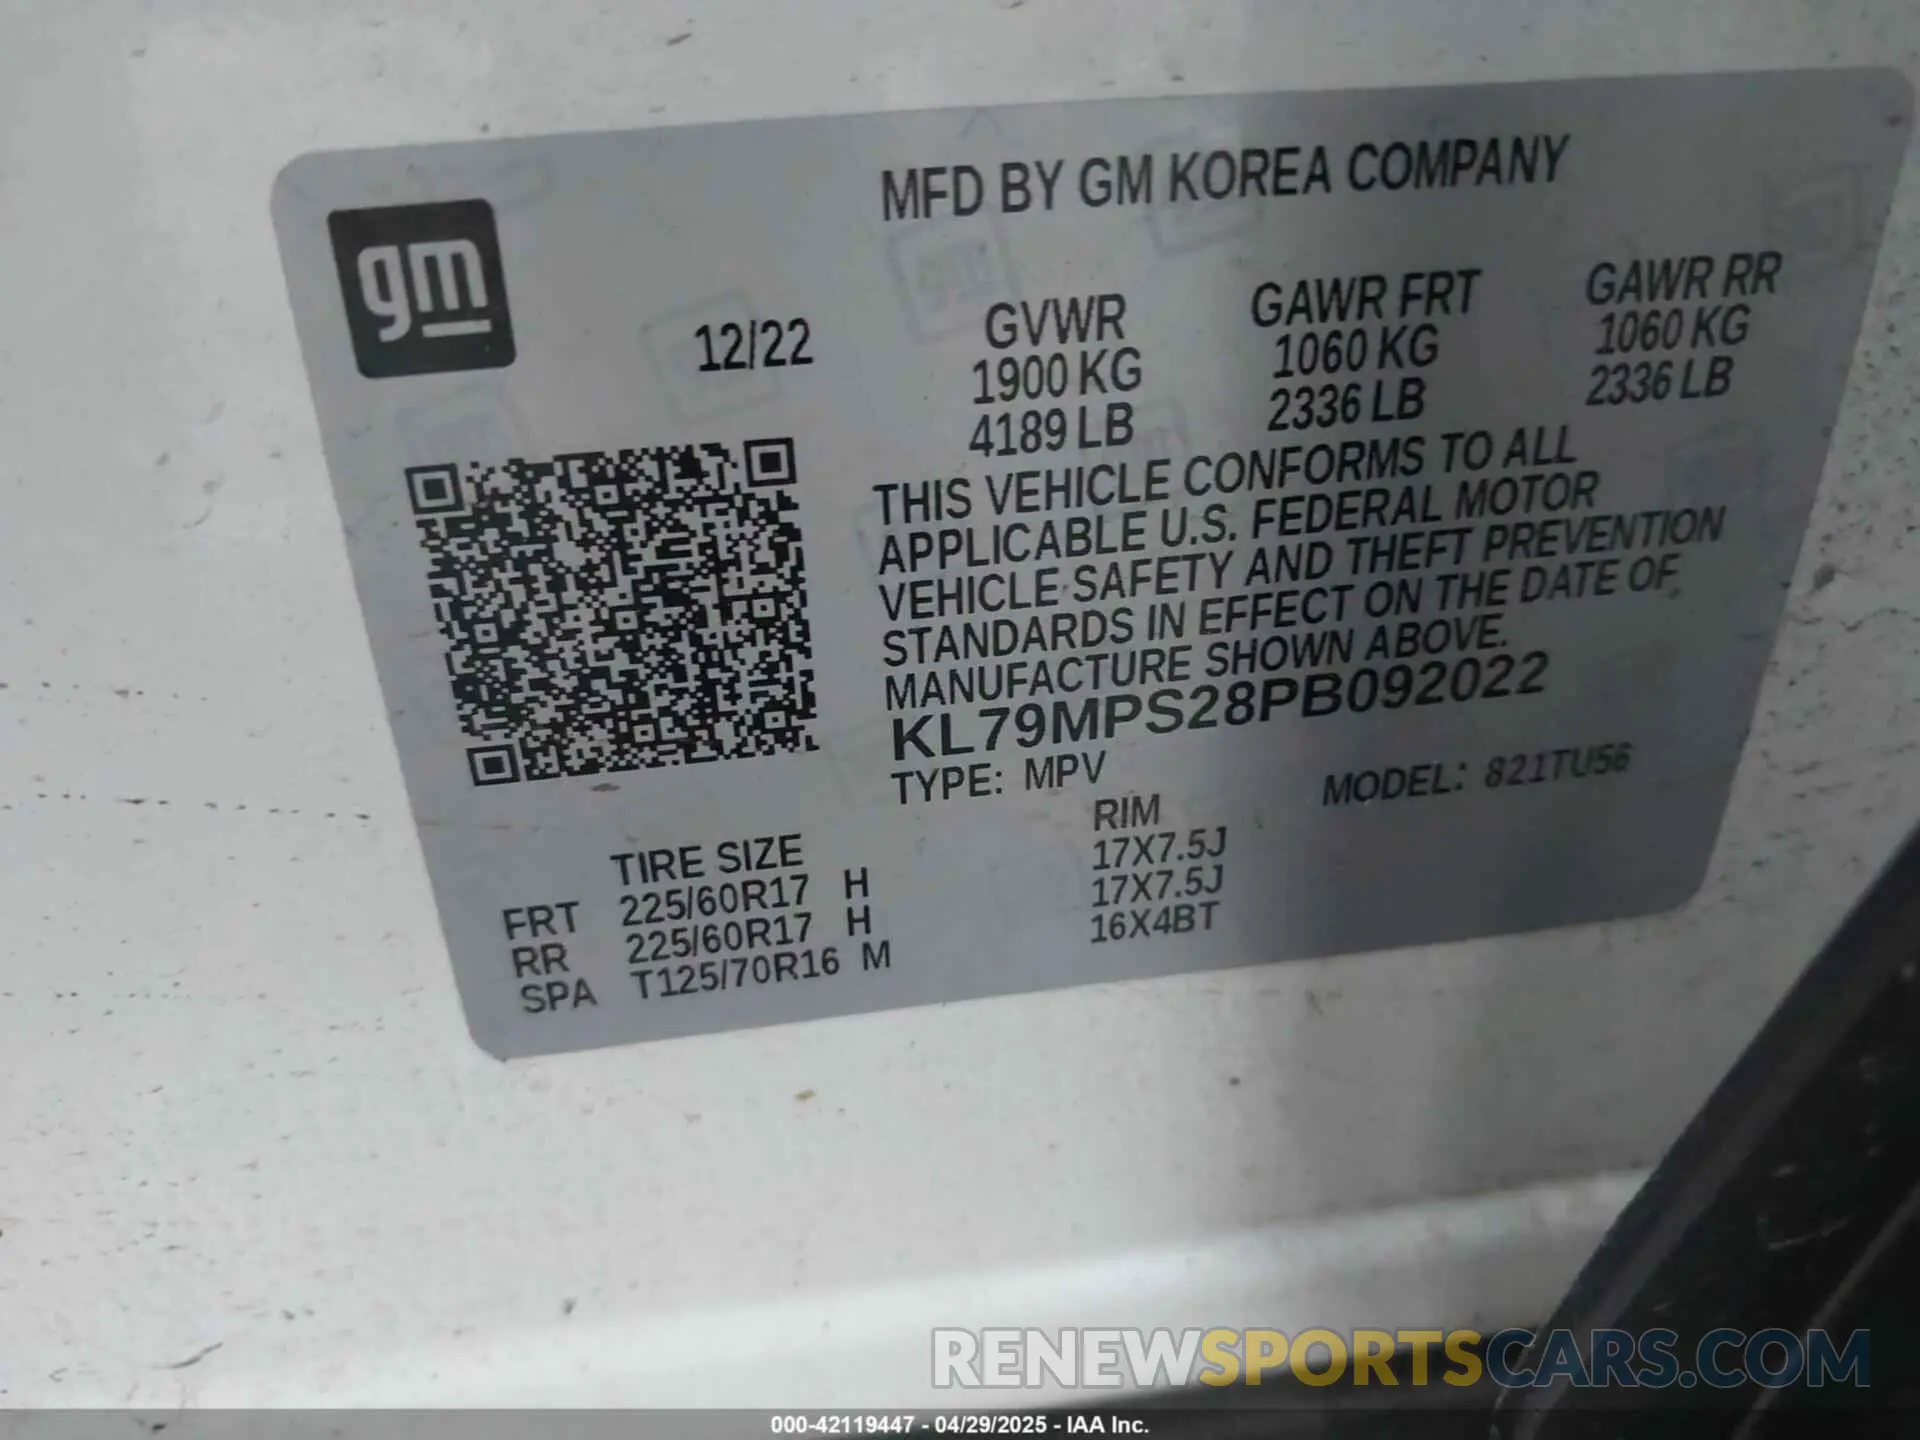 MFD BY GM KOREA COMPANY
gm
12/22
GVWR GAWR FRT GAWR RR
1900 KG 1060 KG 1060 KG
4189 LB 2336 LB 2336 LB
THIS VEHICLE CONFORMS TO ALL
APPLICABLE U.S. FEDERAL MOTOR
VEHICLE SAFETY AND THEFT PREVENTION
STANDARDS IN EFFECT ON THE DATE OF
MANUFACTURE SHOWN ABOVE.
KL79MPS28PB092022
TYPE: MPV MODEL: 821TU56
TIRE SIZE RIM
FRT 225/60R17 H 17X7.5J
RR 225/60R17 H 17X7.5J
SPA T125/70R16 M 16X4BT
RENEWSPORTSCARS.COM
000-42119447 - 04/29/2025 - IAA Inc.